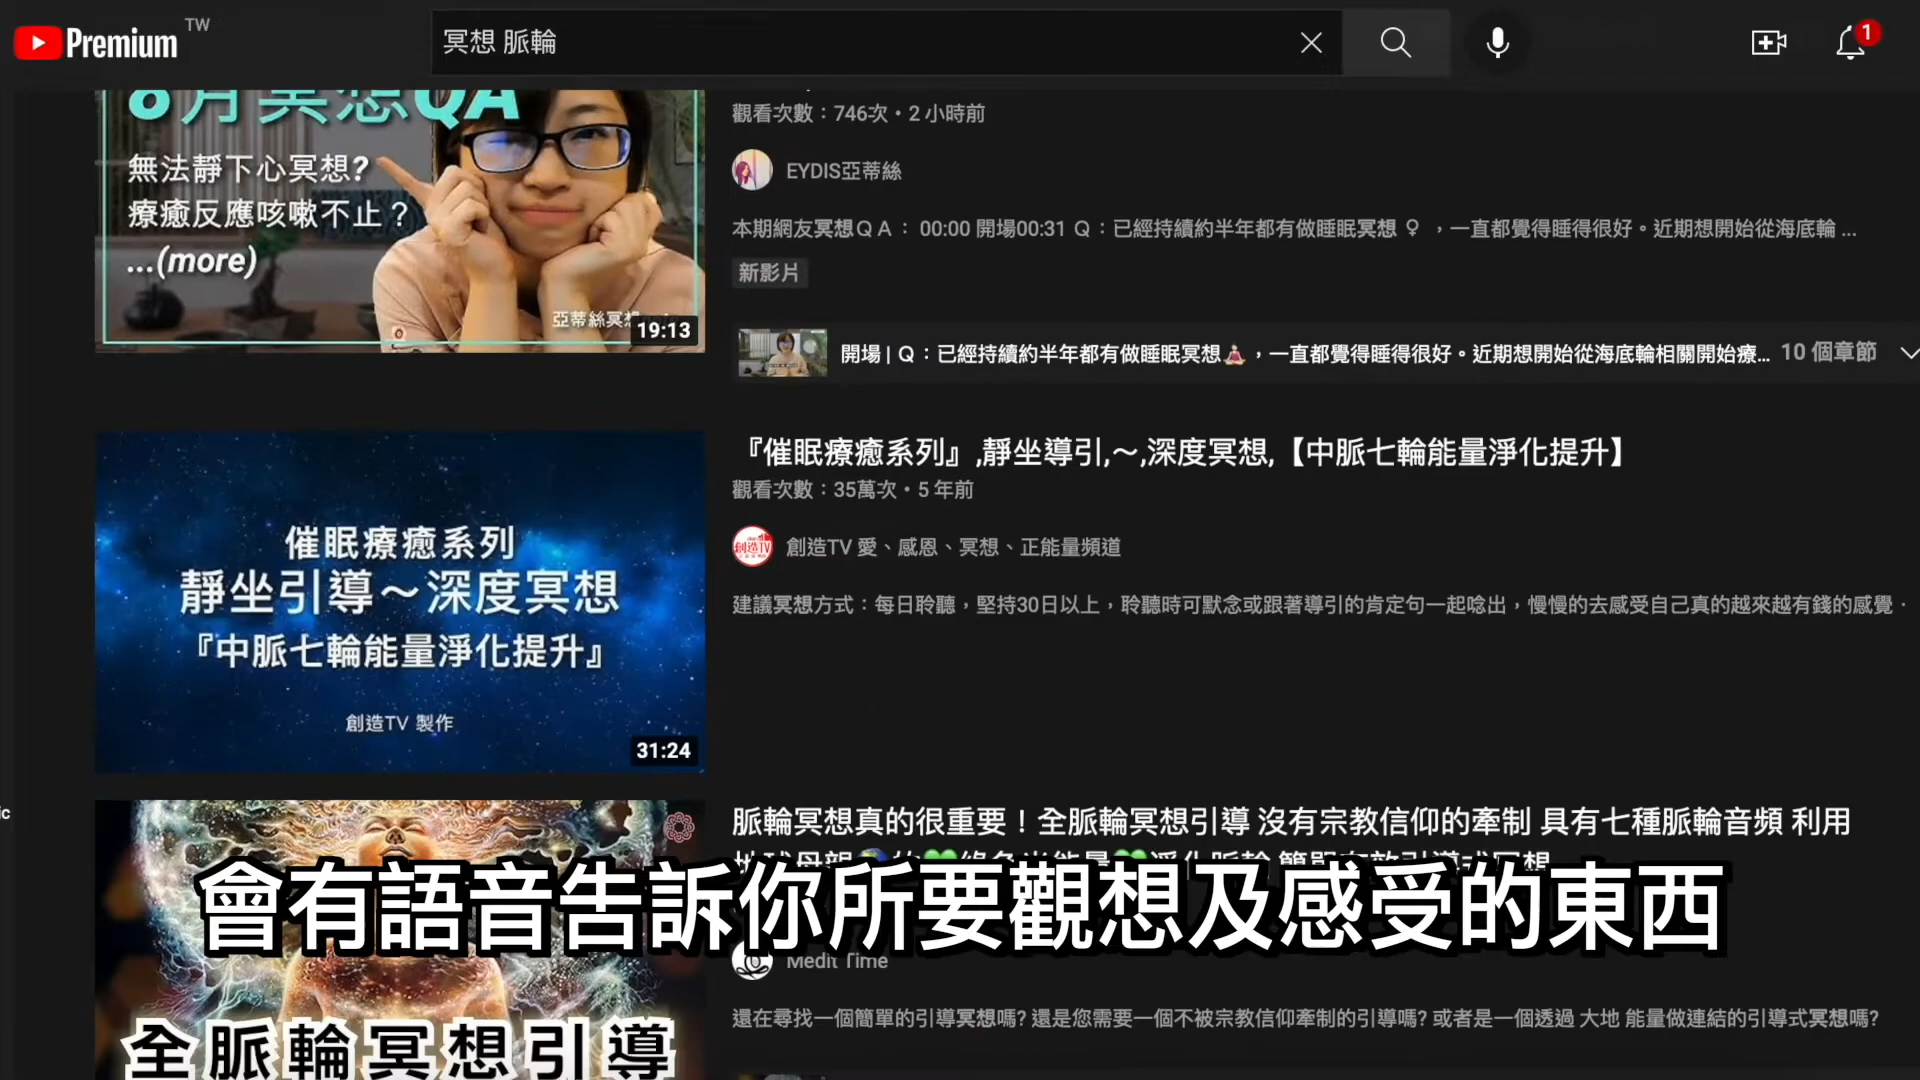 Premium TW
冥想 脈輪
1
8月冥想QA
無法靜下心冥想?
療癒反應咳嗽不止？
...(more)
19:13
觀看次數：746次・2 小時前
EYDIS亞蒂絲
本期網友冥想ＱＡ： 00:00 開場00:31 Ｑ：已經持續約半年都有做睡眠冥想 ♀ ，一直都覺得睡得很好。近期想開始從海底輪 ...
新影片
開場 | Ｑ：已經持續約半年都有做睡眠冥想🧘，一直都覺得睡得很好。近期想開始從海底輪相關開始療...
10 個章節
催眠療癒系列
靜坐引導～深度冥想
『中脈七輪能量淨化提升』
創造TV 製作
31:24
『催眠療癒系列』,靜坐導引,～,深度冥想,【中脈七輪能量淨化提升】
觀看次數：35萬次・5 年前
創造TV
創造TV 愛、感恩、冥想、正能量頻道
建議冥想方式：每日聆聽，堅持30日以上，聆聽時可默念或跟著導引的肯定句一起唸出，慢慢的去感受自己真的越來越有錢的感覺．
ic
脈輪冥想真的很重要！全脈輪冥想引導 沒有宗教信仰的牽制 具有七種脈輪音頻 利用
會有語音告訴你所要觀想及感受的東西
Medit Time
還在尋找一個簡單的引導冥想嗎? 還是您需要一個不被宗教信仰牽制的引導嗎? 或者是一個透過 大地 能量做連結的引導式冥想嗎?
全脈輪冥想引導